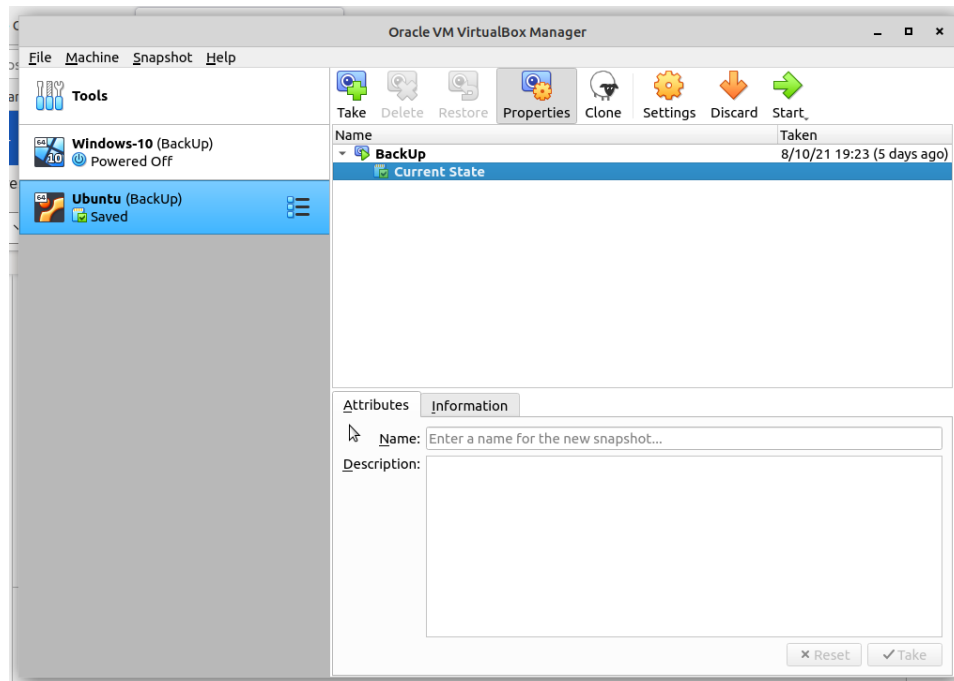 Oracle VM VirtualBox Manager
File Machine Snapshot Help
Tools
Windows-10 (BackUp)
Powered Off
Ubuntu (BackUp)
Saved
Take Delete Restore Properties Clone Settings Discard Start
Name Taken
BackUp 8/10/21 19:23 (5 days ago)
Current State
Attributes Information
Name: Enter a name for the new snapshot...
Description:
Reset Take